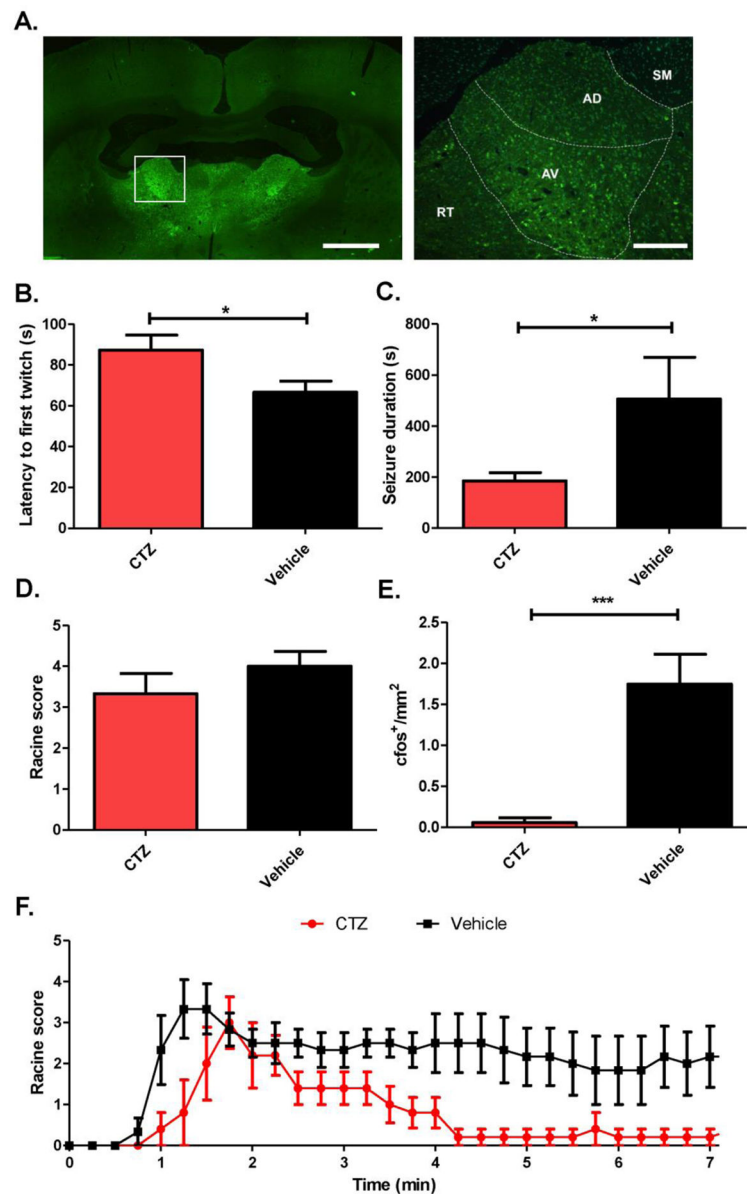 A.
SM
AD
AV
RT
B.
C.
*
*
Latency to first twitch (s)
100
80
60
40
20
0
CTZ
Vehicle
Seizure duration (s)
800
600
400
200
0
CTZ
Vehicle
D.
E.
***
Racine score
5
4
3
2
1
0
CTZ
Vehicle
cfos+/mm2
2.5
2.0
1.5
1.0
0.5
0.0
CTZ
Vehicle
F.
CTZ
Vehicle
Racine score
5
4
3
2
1
0
0 1 2 3 4 5 6 7
Time (min)